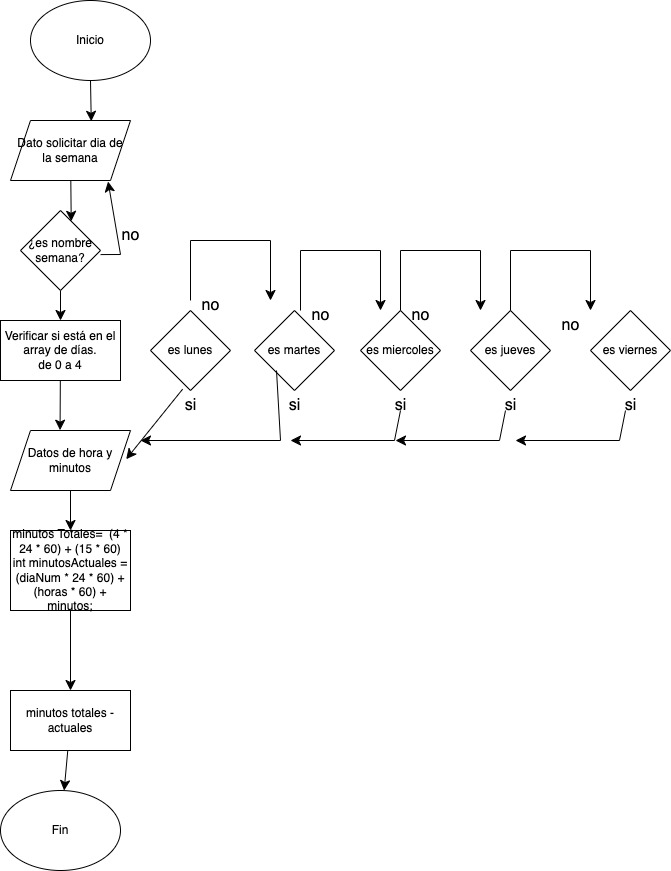 Inicio
Dato solicitar dia de
la semana
¿es nombre
semana?
no
Verificar si está en el
array de días.
de 0 a 4
no
no
no
no
es lunes
es martes
es miercoles
es jueves
es viernes
si
si
si
si
si
Datos de hora y
minutos
minutos Totales= (4 *
24 * 60) + (15 * 60)
int minutosActuales =
(diaNum * 24 * 60) +
(horas * 60) +
minutos;
minutos totales -
actuales
Fin